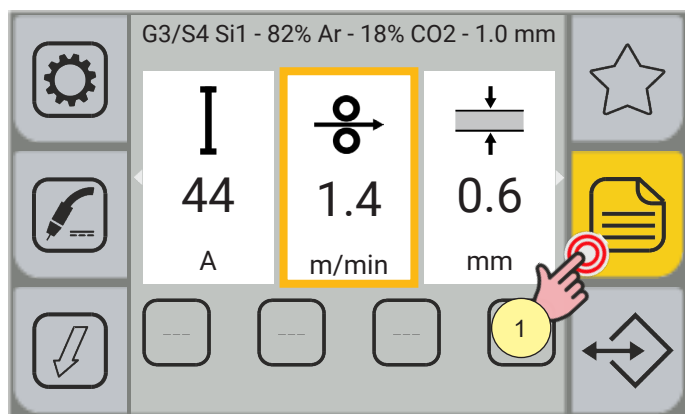 G3/S4 Si1 - 82% Ar - 18% CO2 - 1.0 mm
44 1.4 0.6
A m/min mm
--- --- --- 1